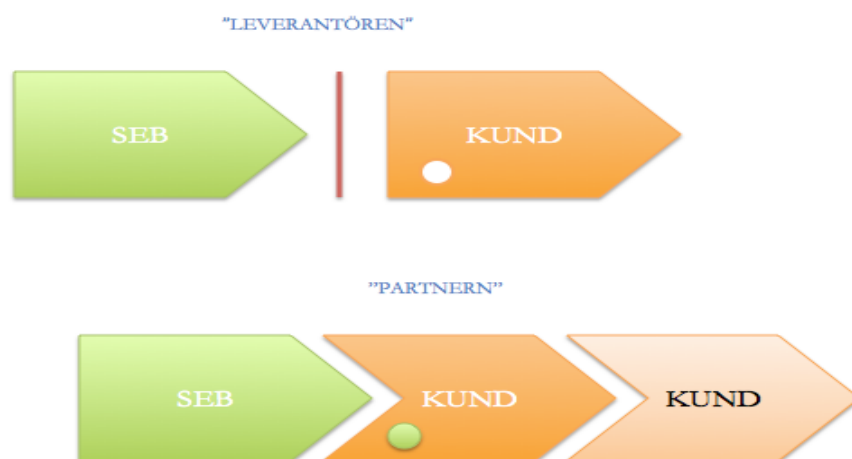 "LEVERANTÖREN"
SEB
KUND
”PARTNERN”
SEB
KUND
KUND